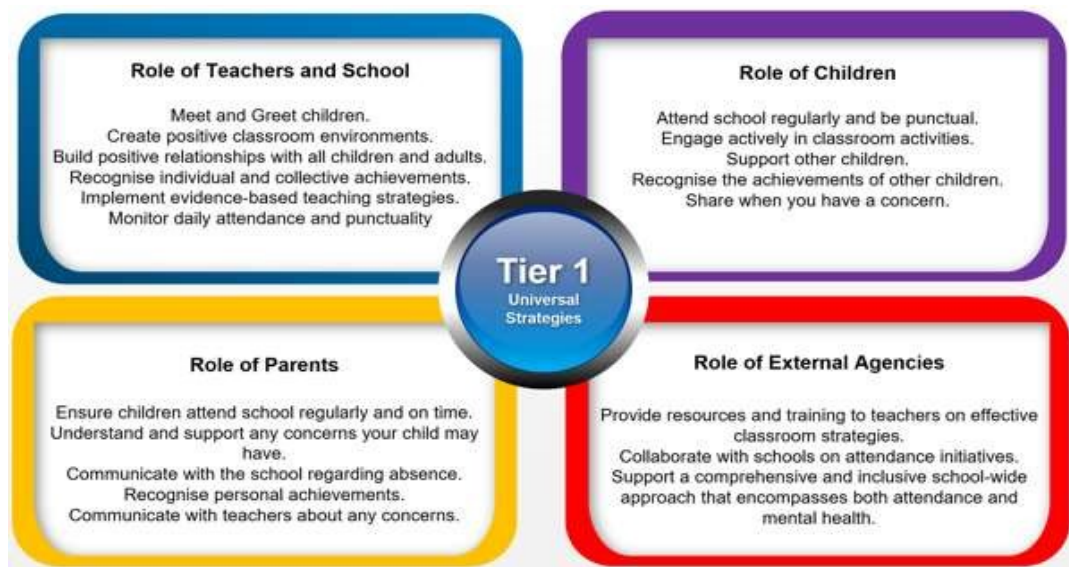 Role of Teachers and School
Meet and Greet children.
Create positive classroom environments.
Build positive relationships with all children and adults.
Recognise individual and collective achievements.
Implement evidence-based teaching strategies.
Monitor daily attendance and punctuality
Role of Children
Attend school regularly and be punctual.
Engage actively in classroom activities.
Support other children.
Recognise the achievements of other children.
Share when you have a concern.
Tier 1
Universal
Strategies
Role of Parents
Ensure children attend school regularly and on time.
Understand and support any concerns your child may
have.
Communicate with the school regarding absence.
Recognise personal achievements.
Communicate with teachers about any concerns.
Role of External Agencies
Provide resources and training to teachers on effective
classroom strategies.
Collaborate with schools on attendance initiatives.
Support a comprehensive and inclusive school-wide
approach that encompasses both attendance and
mental health.